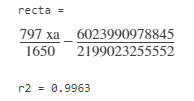 recta =
797 xa / 1650 − 6023990978845 / 2199023255552
r2 = 0.9963